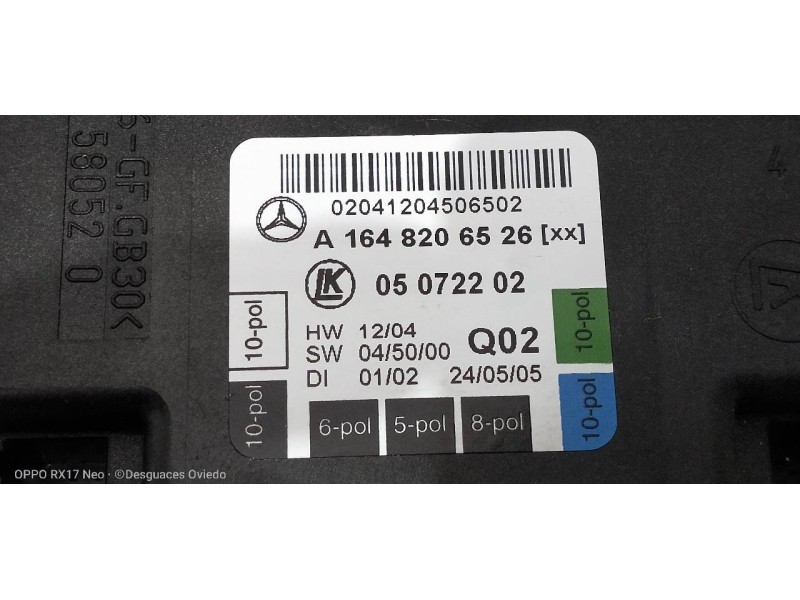 6-GF.GB30<
58052 0
02041204506502
A 164 820 65 26 [xx]
LK
05 0722 02
HW 12/04
SW 04/50/00
DI 01/02 24/05/05
Q02
10-pol
10-pol
10-pol
10-pol
6-pol
5-pol
8-pol
4
OPPO RX17 Neo · ©Desguaces Oviedo